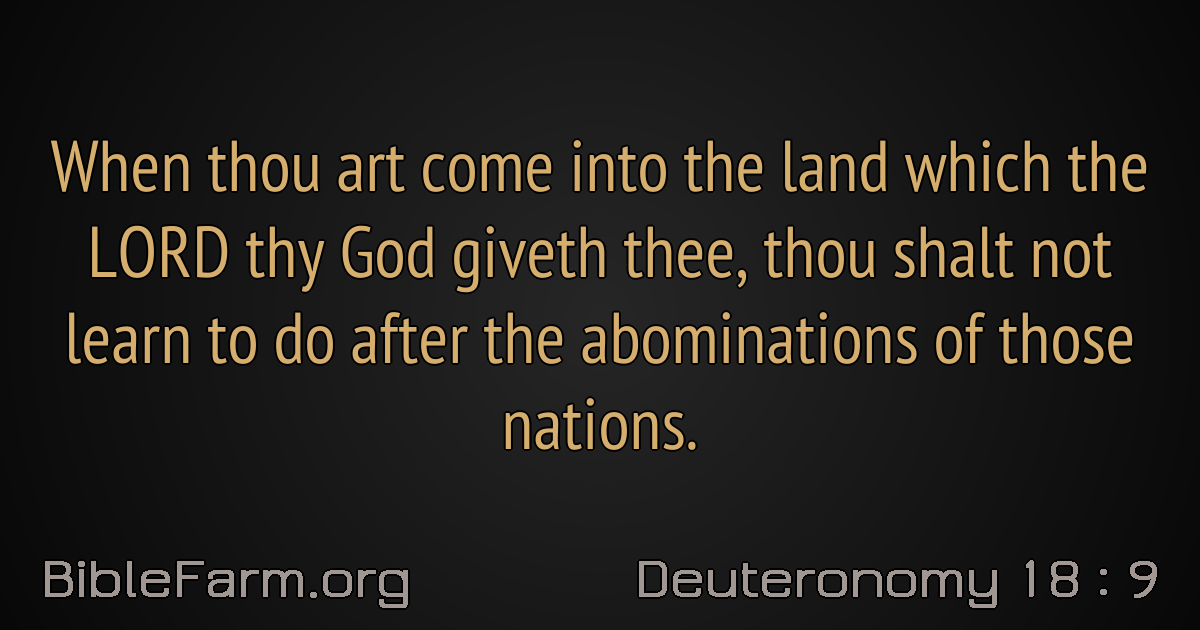 When thou art come into the land which the
LORD thy God giveth thee, thou shalt not
learn to do after the abominations of those
nations.
BibleFarm.org
Deuteronomy 18 : 9